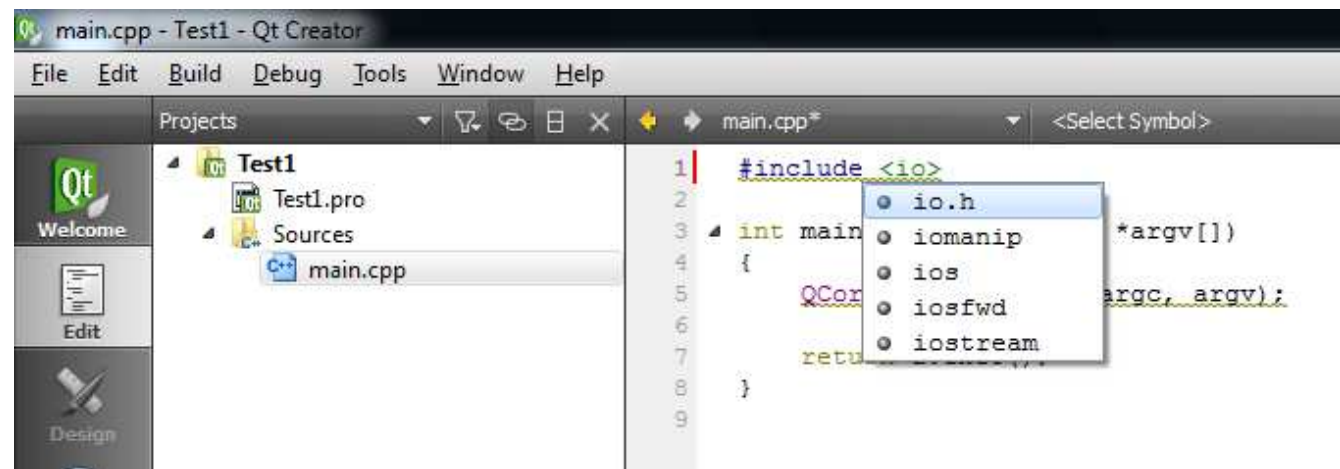 main.cpp - Test1 - Qt Creator
File Edit Build Debug Tools Window Help
Projects main.cpp* <Select Symbol>
Qt
Welcome
Edit
Design
Test1
Test1.pro
Sources
C++ main.cpp
1 #include <io>
2
3 int main *argv[])
4 {
5 QCor argc, argv);
6
7 retu
8 }
9
io.h
iomanip
ios
iosfwd
iostream